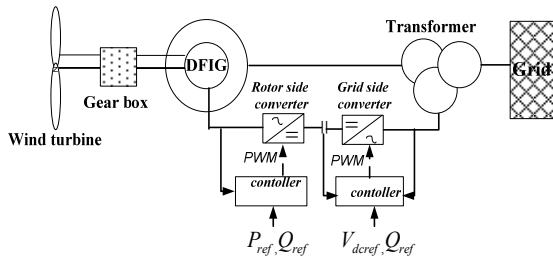 Transformer
DFIG
Grid
Gear box
Rotor side
converter
Grid side
converter
Wind turbine
PWM
PWM
contoller
contoller
P_ref, Q_ref
V_dcref, Q_ref